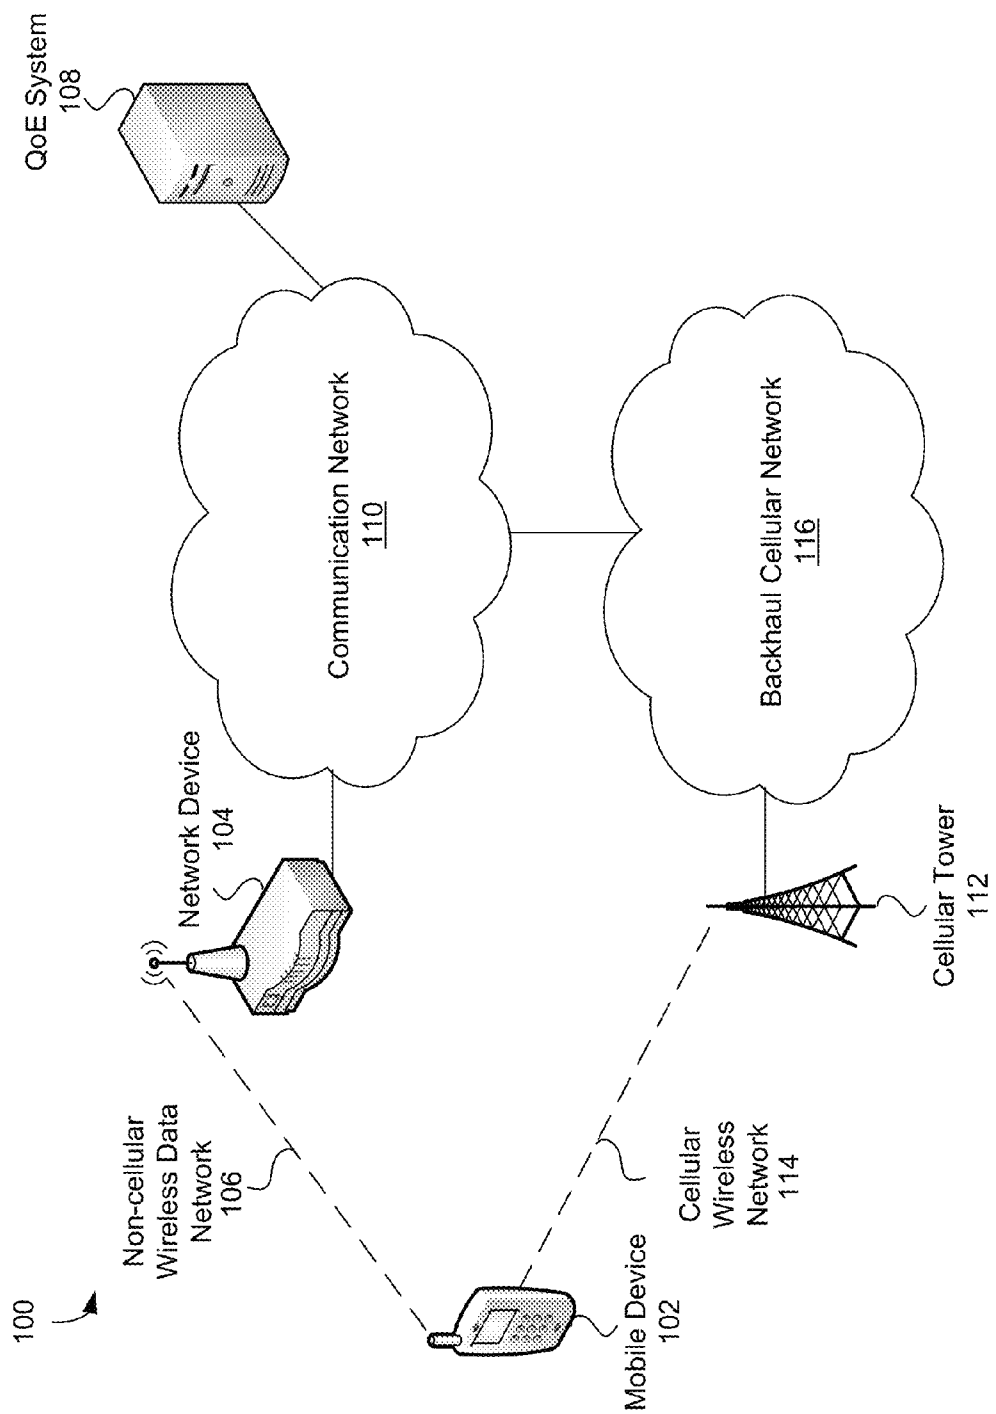 100
Non-cellular
Wireless Data
Network
106
Network Device
104
QoE System
108
Communication Network
110
Mobile Device
102
Cellular
Wireless
Network
114
Cellular Tower
112
Backhaul Cellular Network
116